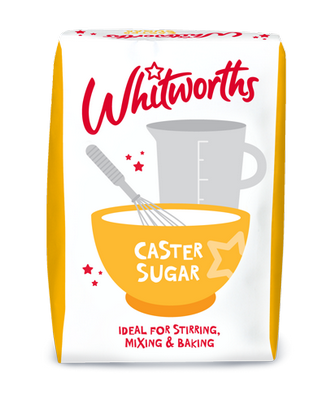 Whitworths
CASTER
SUGAR
IDEAL FOR STIRRING,
MIXING & BAKING